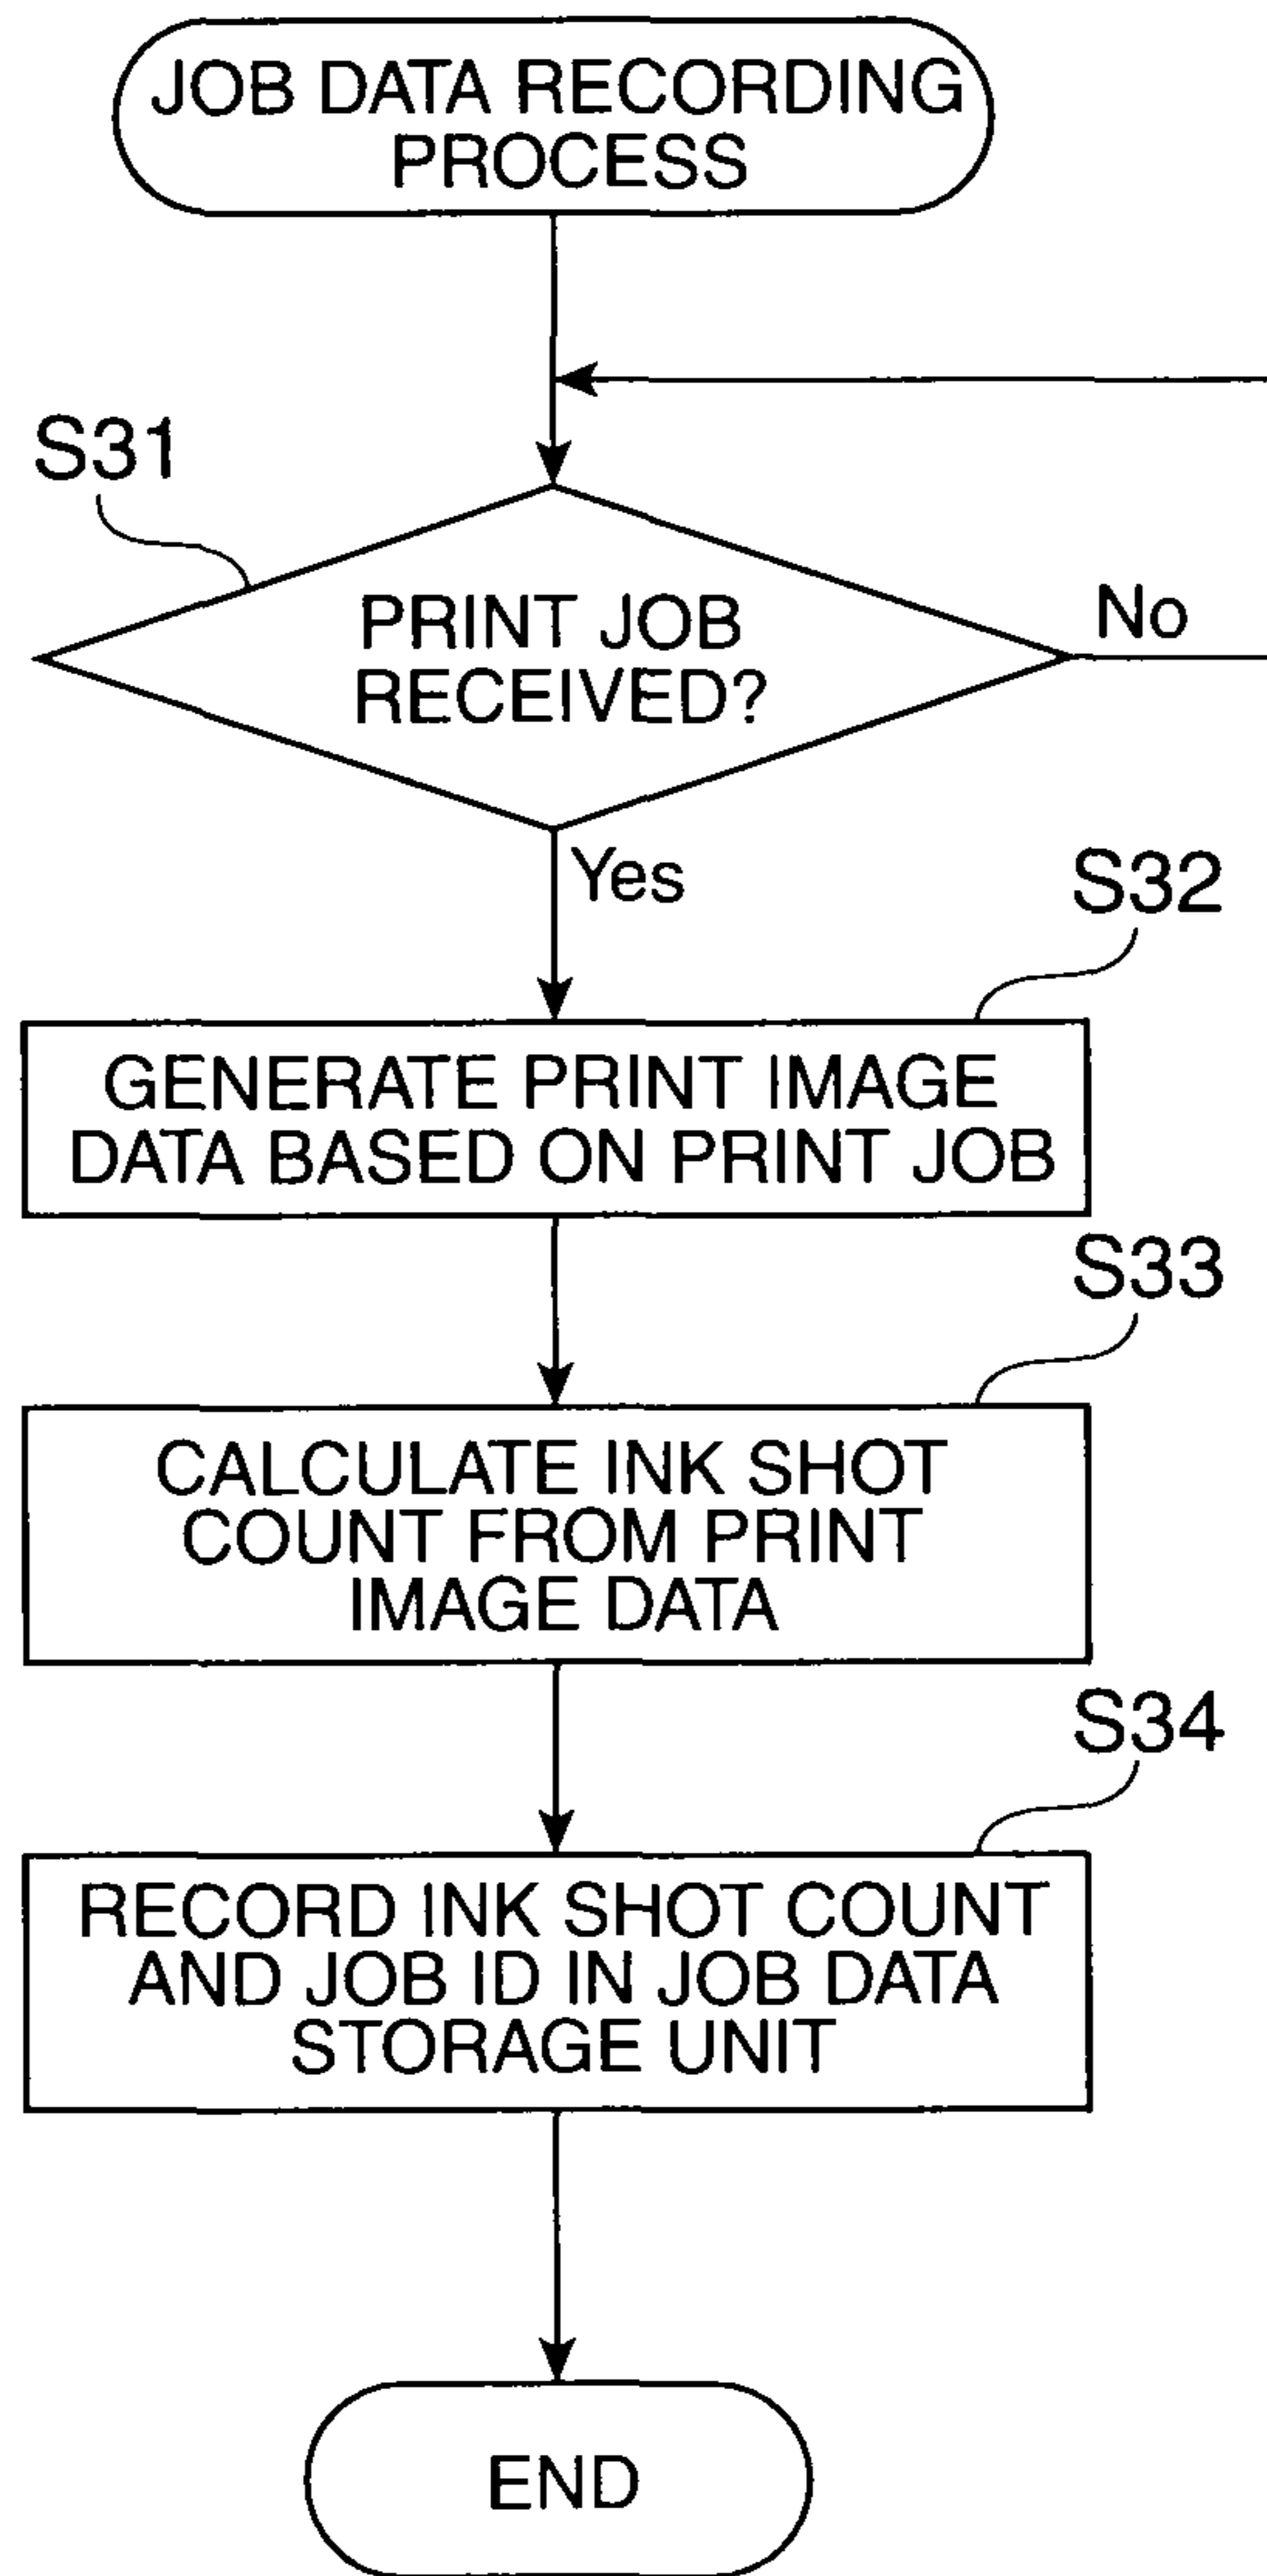 JOB DATA RECORDING
PROCESS
S31
PRINT JOB
RECEIVED?
No
Yes
S32
GENERATE PRINT IMAGE
DATA BASED ON PRINT JOB
S33
CALCULATE INK SHOT
COUNT FROM PRINT
IMAGE DATA
S34
RECORD INK SHOT COUNT
AND JOB ID IN JOB DATA
STORAGE UNIT
END